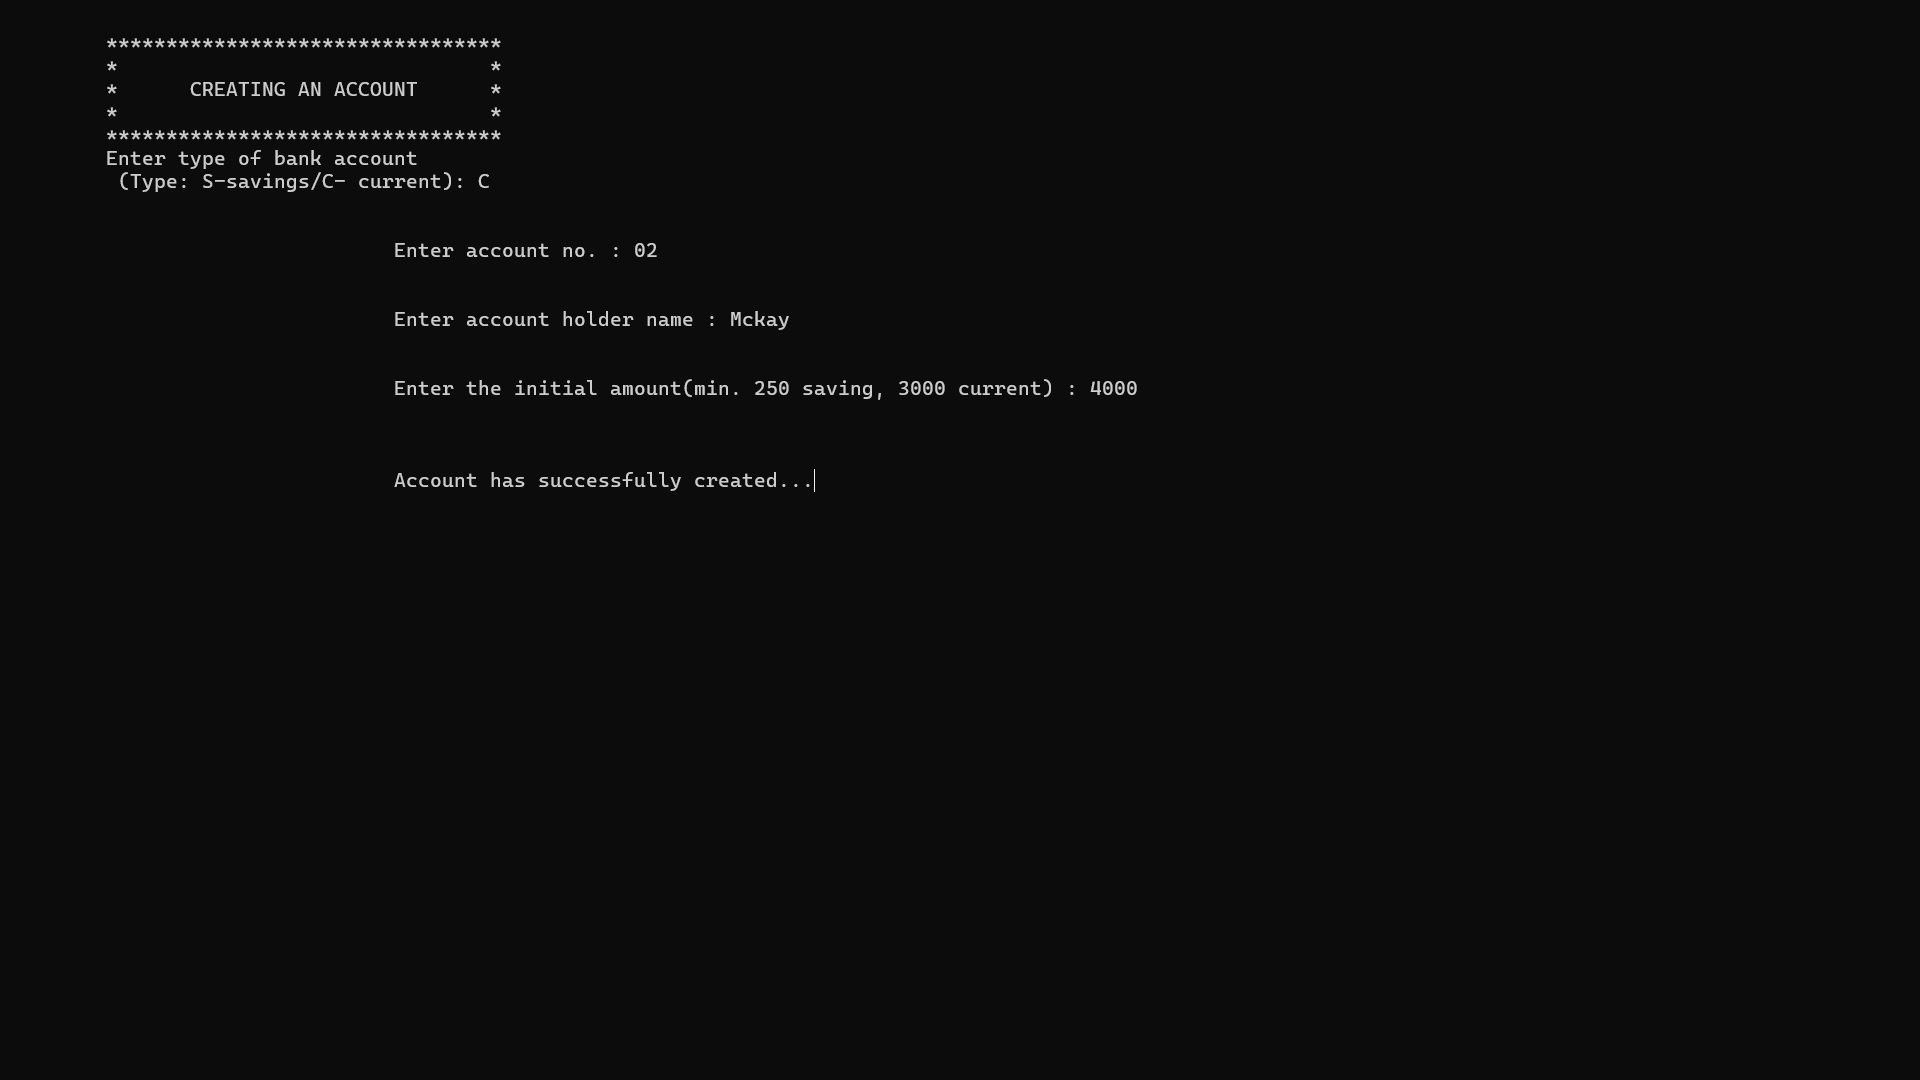 *********************************
*                               *
*      CREATING AN ACCOUNT      *
*                               *
*********************************
Enter type of bank account
 (Type: S-savings/C- current): C
Enter account no. : 02
Enter account holder name : Mckay
Enter the initial amount(min. 250 saving, 3000 current) : 4000
Account has successfully created...